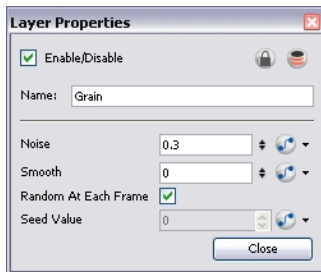 Layer Properties
Enable/Disable
Name: Grain
Noise 0.3
Smooth 0
Random At Each Frame
Seed Value 0
Close